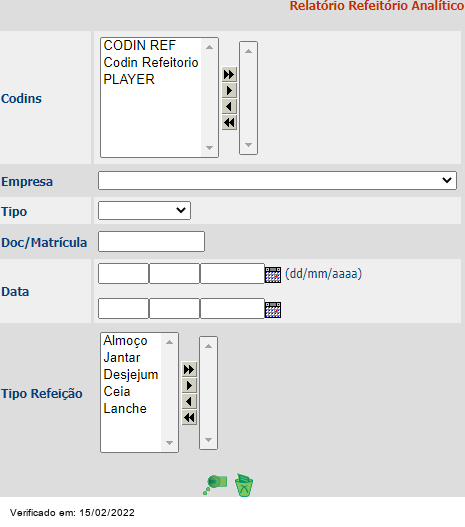 Relatório Refeitório Analítico
Codins
CODIN REF
Codin Refeitorio
PLAYER
Empresa
Tipo
Doc/Matrícula
Data
(dd/mm/aaaa)
Tipo Refeição
Almoço
Jantar
Desjejum
Ceia
Lanche
Verificado em: 15/02/2022